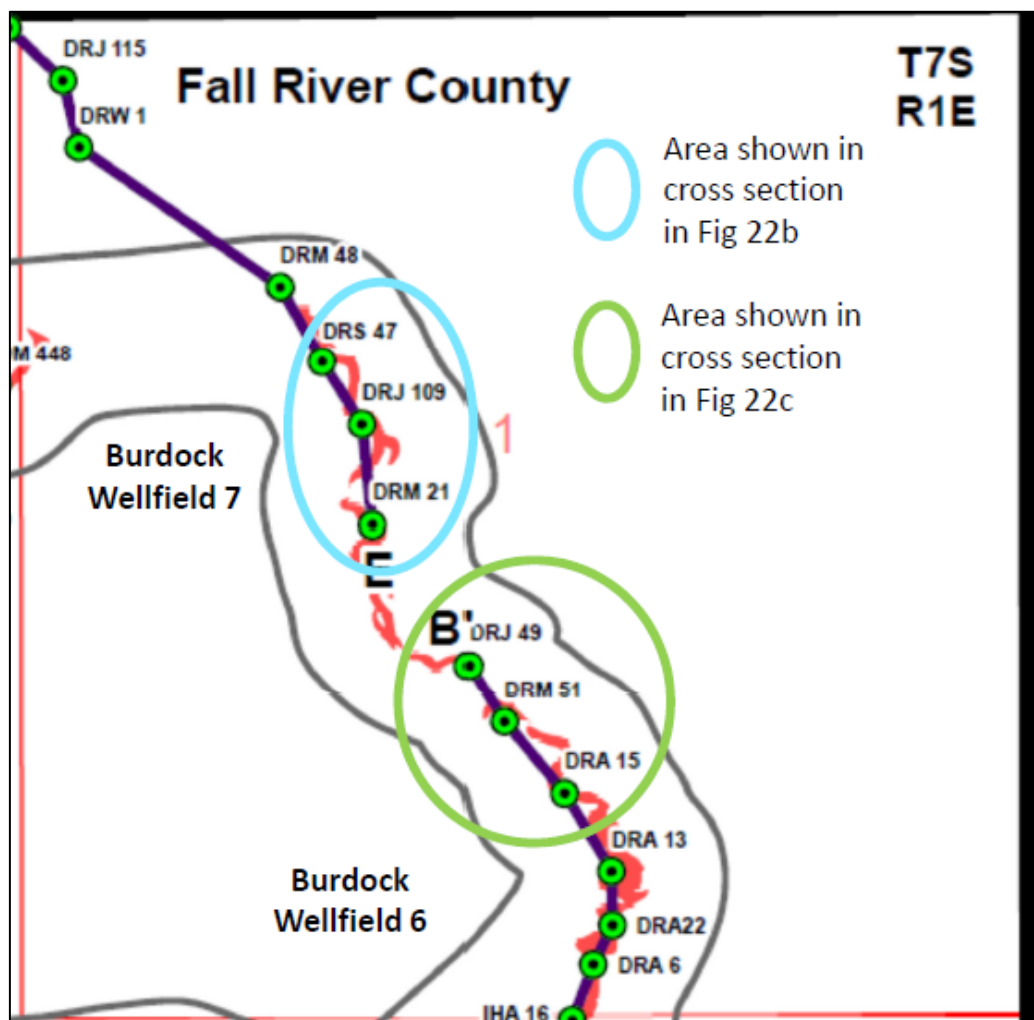 DRJ 115
Fall River County
T7S
R1E
DRW 1
Area shown in
cross section
in Fig 22b
DRM 48
Area shown in
cross section
in Fig 22c
DRS 47
M 448
DRJ 109
1
Burdock
Wellfield 7
DRM 21
E
B'
DRJ 49
DRM 51
DRA 15
DRA 13
Burdock
Wellfield 6
DRA22
DRA 6
IHA 16